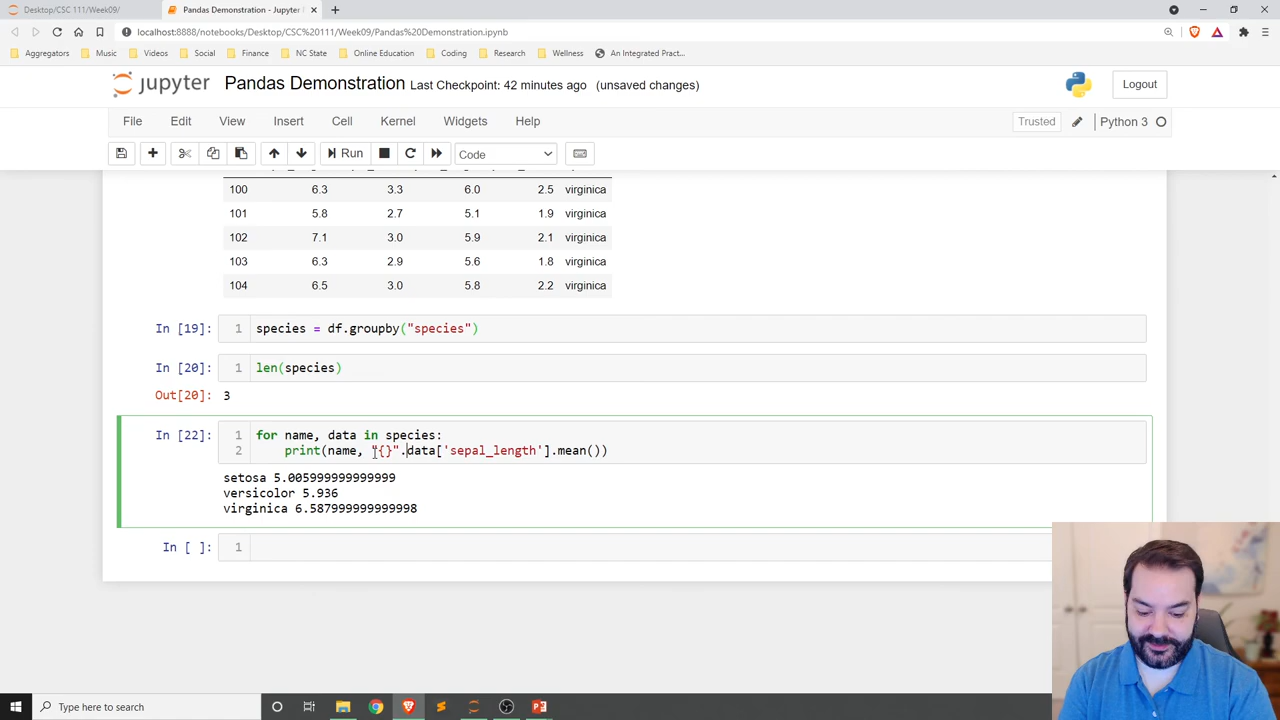 Desktop/CSC 111/Week09/
Pandas Demonstration - Jupyter
localhost:8888/notebooks/Desktop/CSC%20111/Week09/Pandas%20Demonstration.ipynb
Aggregators Music Videos Social Finance NC State Online Education Coding Research Wellness An Integrated Pract...
jupyter Pandas Demonstration Last Checkpoint: 42 minutes ago (unsaved changes) Logout
File Edit View Insert Cell Kernel Widgets Help Trusted Python 3
Run Code
100 6.3 3.3 6.0 2.5 virginica
101 5.8 2.7 5.1 1.9 virginica
102 7.1 3.0 5.9 2.1 virginica
103 6.3 2.9 5.6 1.8 virginica
104 6.5 3.0 5.8 2.2 virginica
In [19]: 1 species = df.groupby("species")
In [20]: 1 len(species)
Out[20]: 3
In [22]: 1 for name, data in species:
2 print(name, "{}".data['sepal_length'].mean())
setosa 5.005999999999999
versicolor 5.936
virginica 6.587999999999998
In [ ]: 1
Type here to search